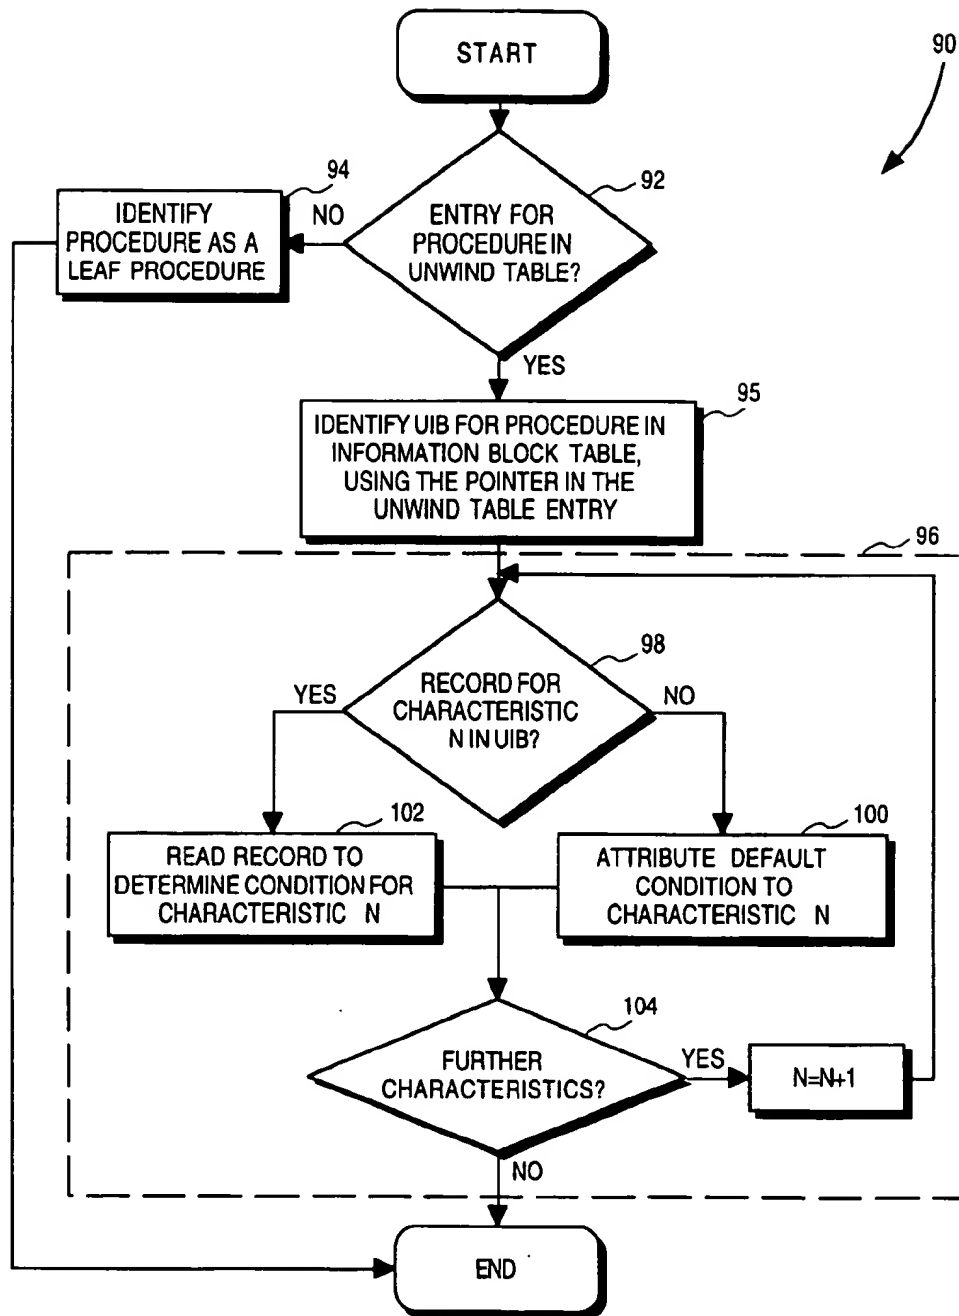 START
90
92
ENTRY FOR
PROCEDURE IN
UNWIND TABLE?
NO
94
IDENTIFY
PROCEDURE AS A
LEAF PROCEDURE
YES
95
IDENTIFY UIB FOR PROCEDURE IN
INFORMATION BLOCK TABLE,
USING THE POINTER IN THE
UNWIND TABLE ENTRY
96
98
RECORD FOR
CHARACTERISTIC
N IN UIB?
YES
NO
102
READ RECORD TO
DETERMINE CONDITION FOR
CHARACTERISTIC N
100
ATTRIBUTE DEFAULT
CONDITION TO
CHARACTERISTIC N
104
FURTHER
CHARACTERISTICS?
YES
N=N+1
NO
END